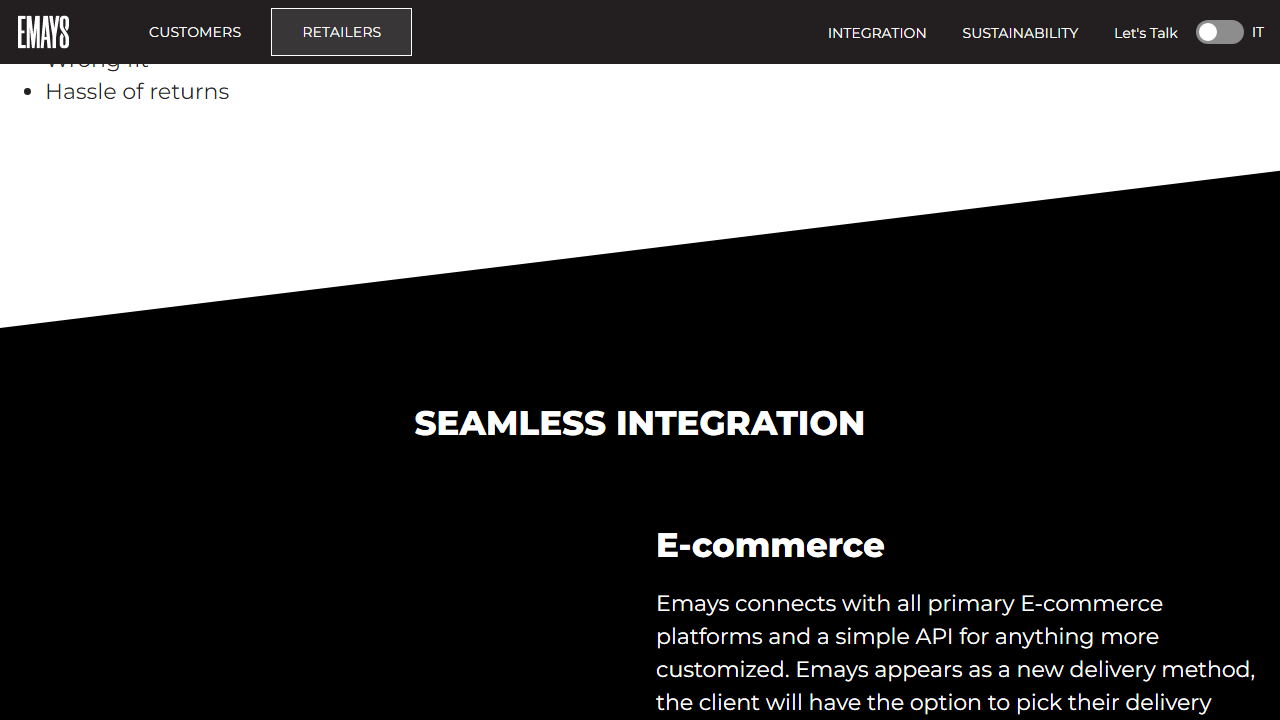 EMAYS
CUSTOMERS
RETAILERS
INTEGRATION
SUSTAINABILITY
Let's Talk
IT
Wrong fit
Hassle of returns
SEAMLESS INTEGRATION
E-commerce
Emays connects with all primary E-commerce
platforms and a simple API for anything more
customized. Emays appears as a new delivery method,
the client will have the option to pick their delivery